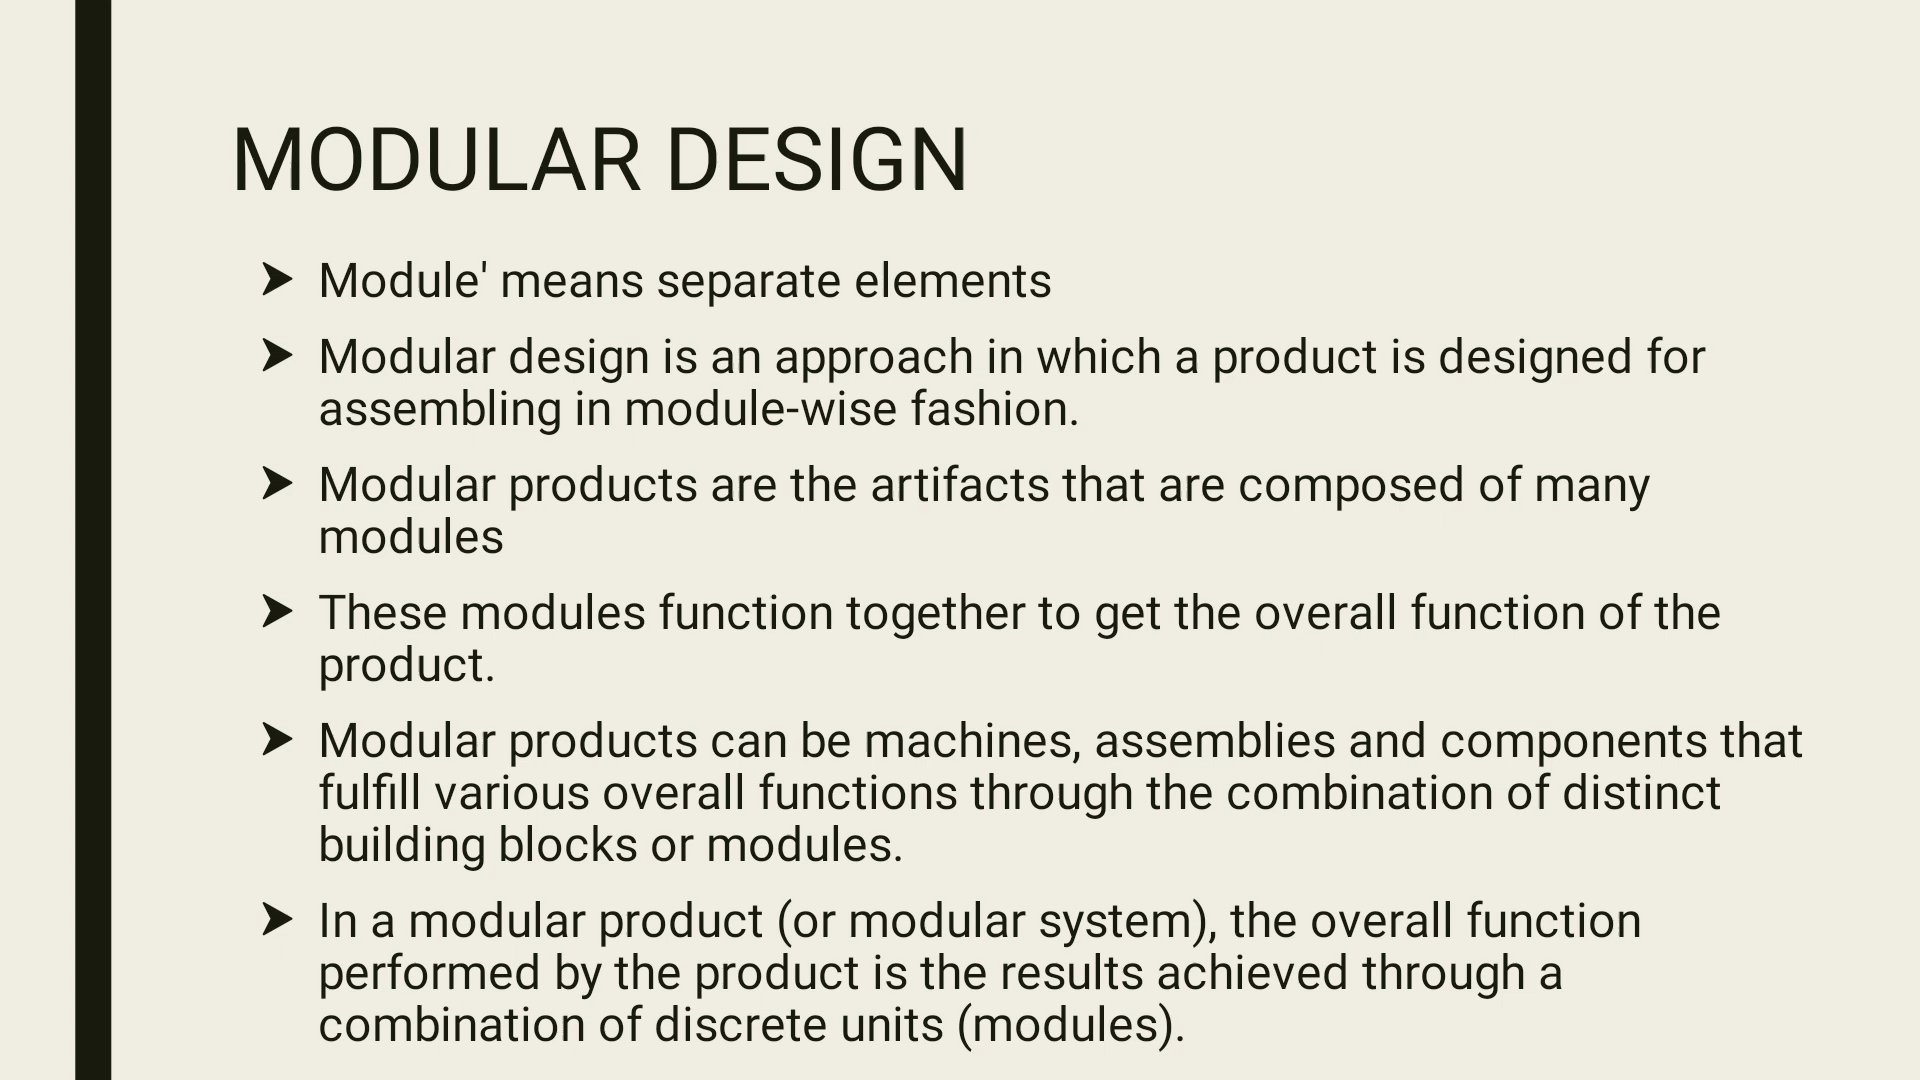 MODULAR DESIGN
➤ Module' means separate elements
➤ Modular design is an approach in which a product is designed for
assembling in module-wise fashion.
➤ Modular products are the artifacts that are composed of many
modules
➤ These modules function together to get the overall function of the
product.
➤ Modular products can be machines, assemblies and components that
fulfill various overall functions through the combination of distinct
building blocks or modules.
➤ In a modular product (or modular system), the overall function
performed by the product is the results achieved through a
combination of discrete units (modules).